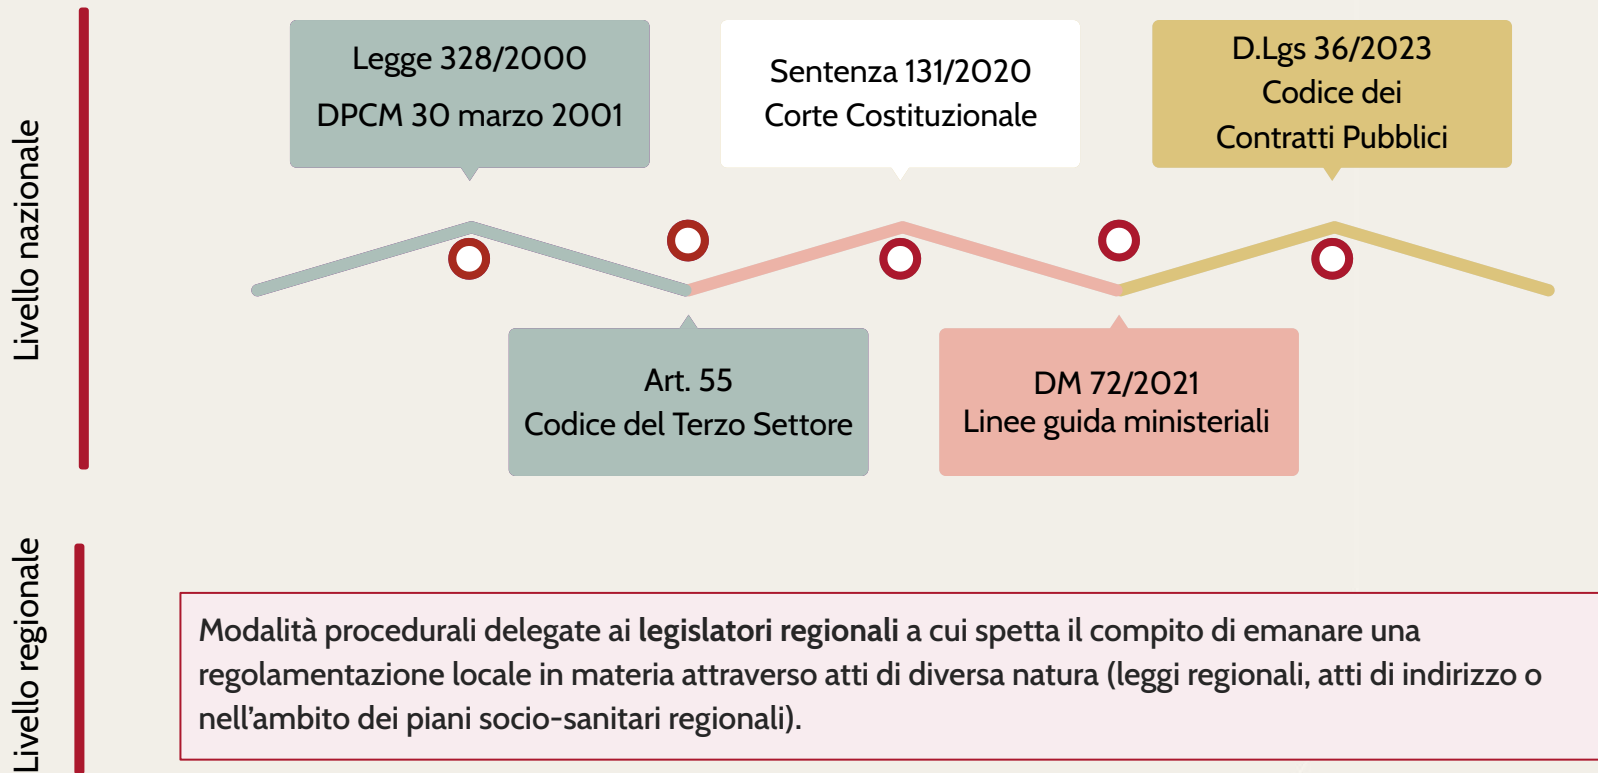 Livello nazionale
Legge 328/2000
DPCM 30 marzo 2001
Sentenza 131/2020
Corte Costituzionale
D.Lgs 36/2023
Codice dei
Contratti Pubblici
Art. 55
Codice del Terzo Settore
DM 72/2021
Linee guida ministeriali
Livello regionale
Modalità procedurali delegate ai legislatori regionali a cui spetta il compito di emanare una
regolamentazione locale in materia attraverso atti di diversa natura (leggi regionali, atti di indirizzo o
nell'ambito dei piani socio-sanitari regionali).